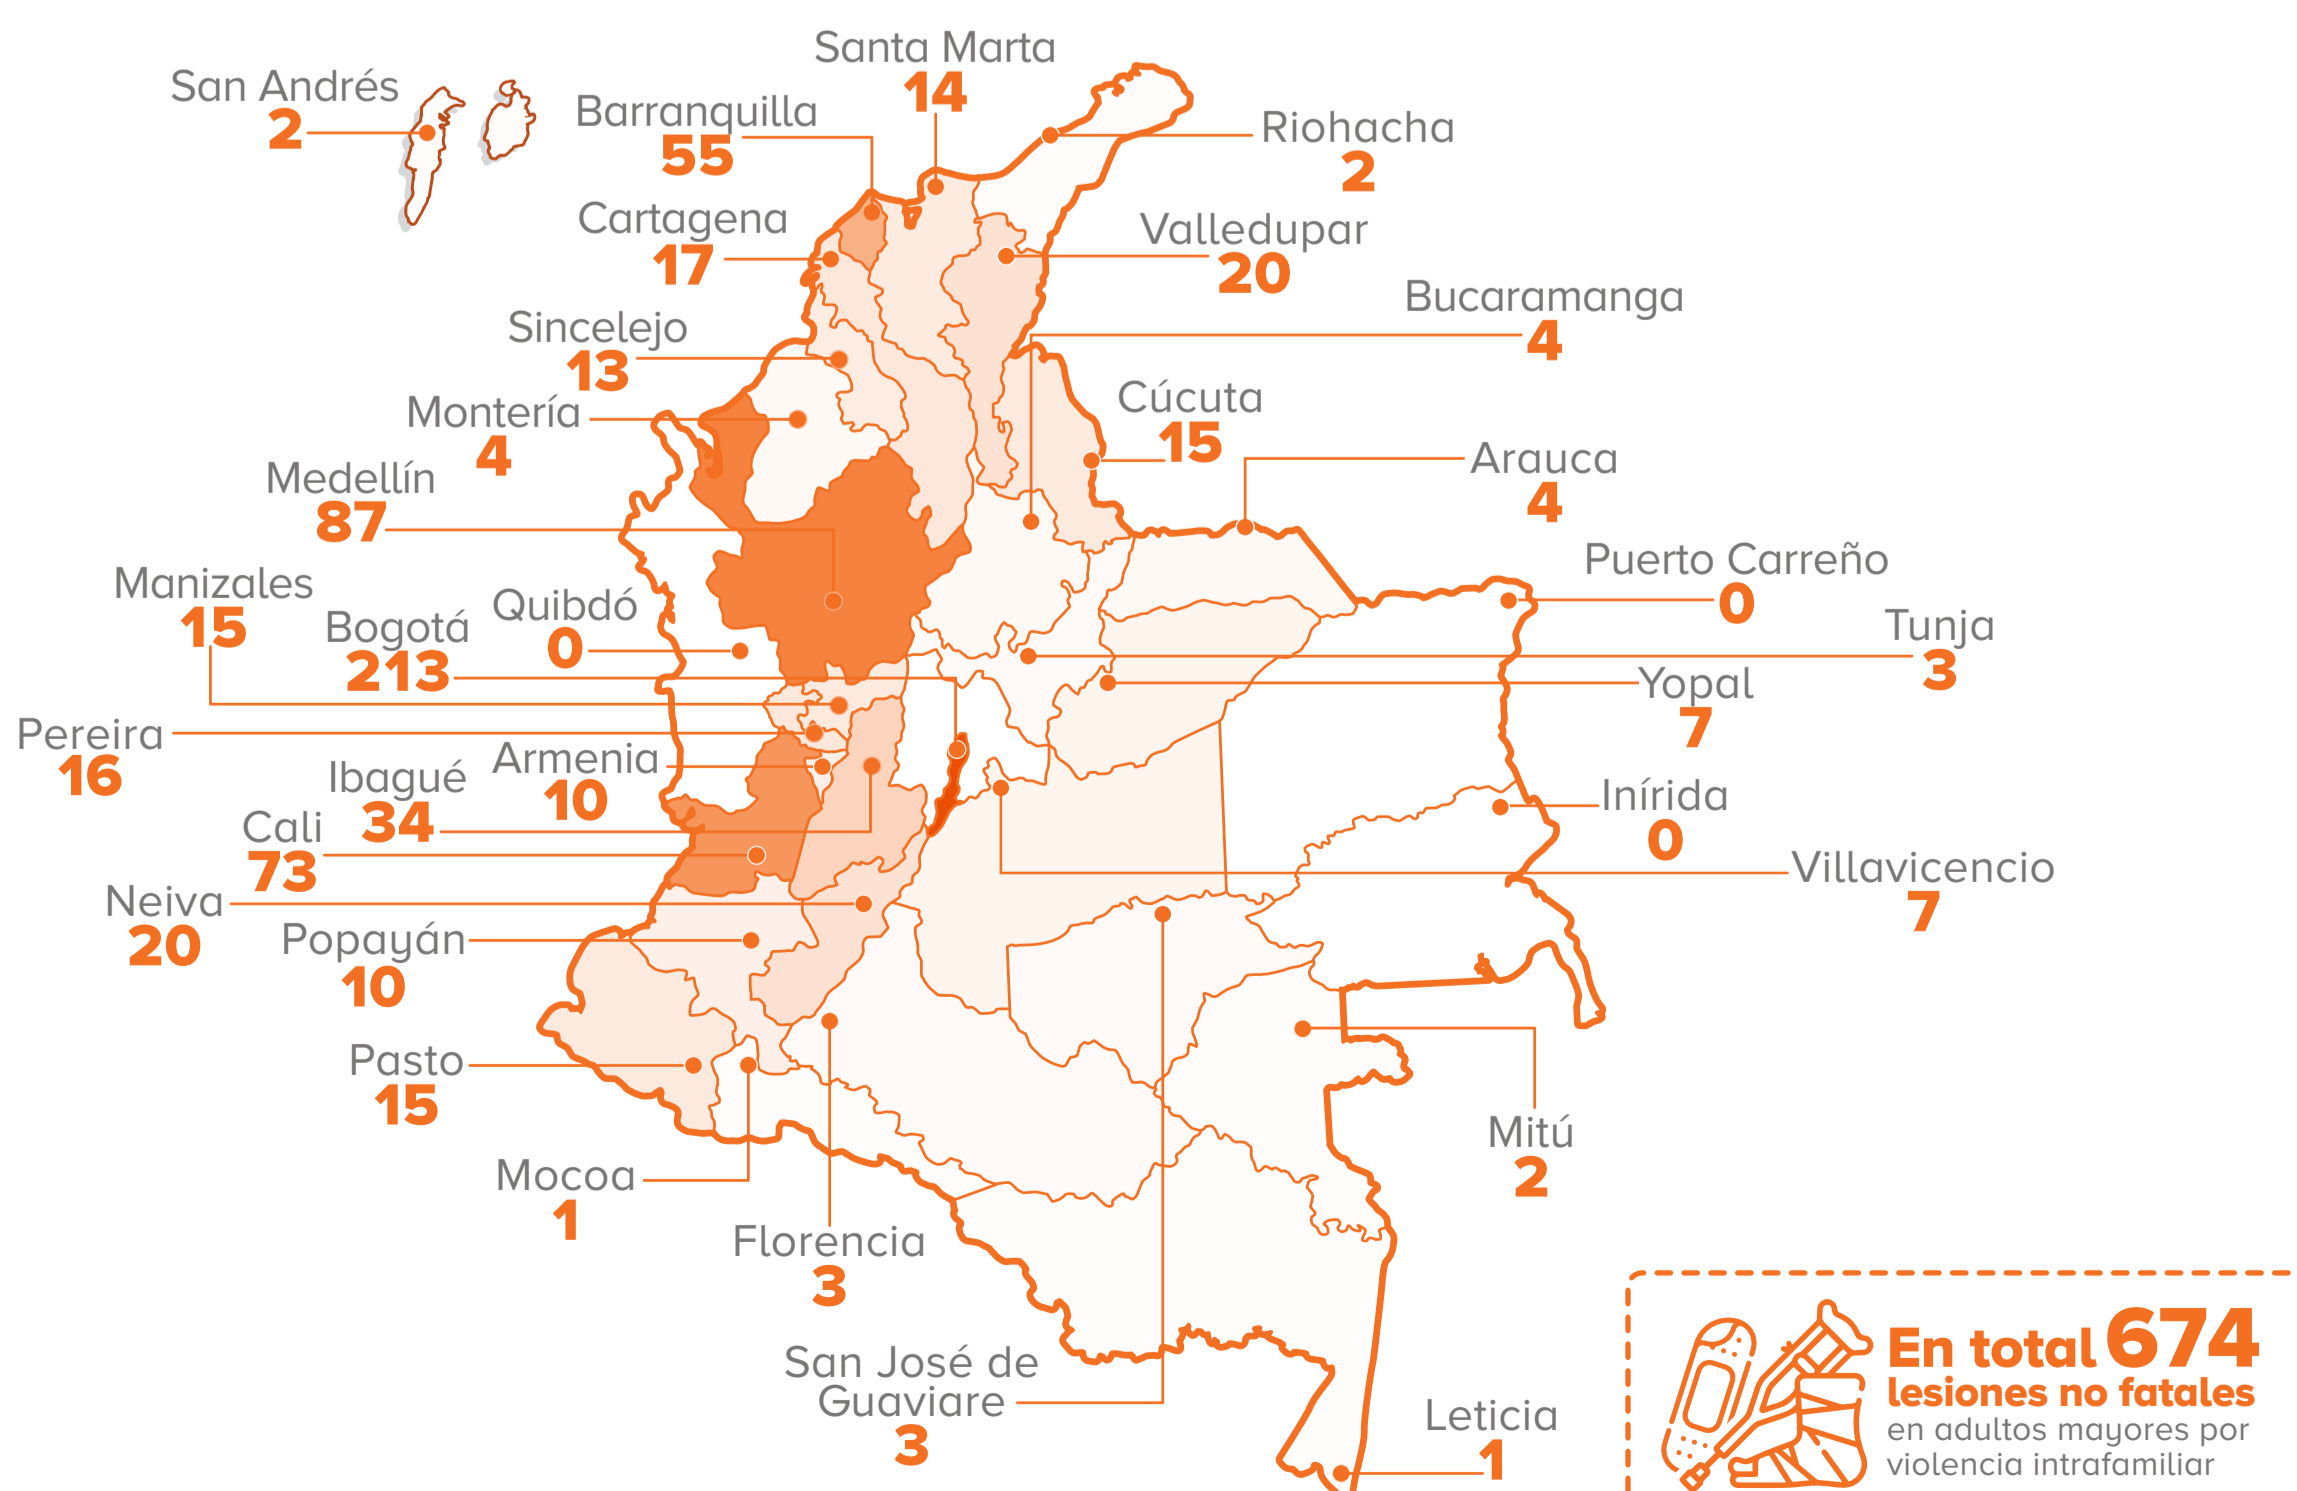 Santa Marta
14
San Andrés
2
Barranquilla
55
Riohacha
2
Cartagena
17
Valledupar
20
Bucaramanga
4
Sincelejo
13
Cúcuta
15
Montería
4
Arauca
4
Medellín
87
Puerto Carreño
0
Manizales
15
Quibdó
0
Bogotá
213
Tunja
3
Yopal
7
Pereira
16
Armenia
10
Ibagué
34
Inírida
0
Cali
73
Villavicencio
7
Neiva
20
Popayán
10
Pasto
15
Mitú
2
Mocoa
1
Florencia
3
San José de
Guaviare
3
Leticia
1
En total 674
lesiones no fatales
en adultos mayores por
violencia intrafamiliar